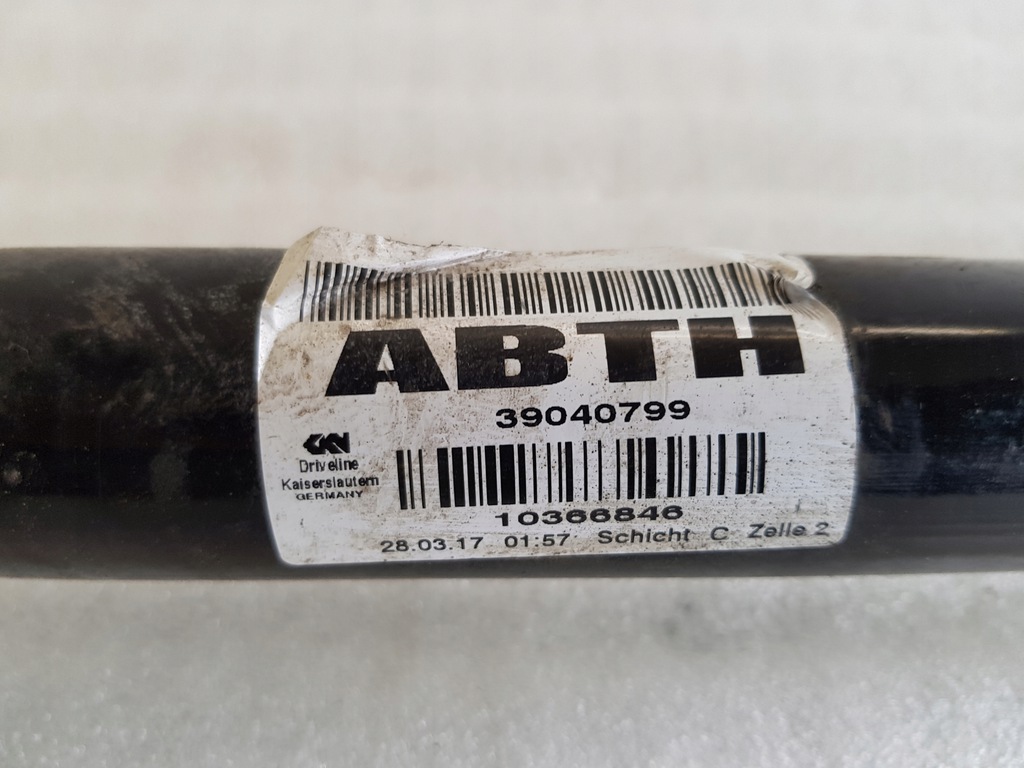 ABTH
39040799
GKN
Driveline
Kaiserslautern
GERMANY
10366846
28.03.17 01:57 Schicht C Zelle 2